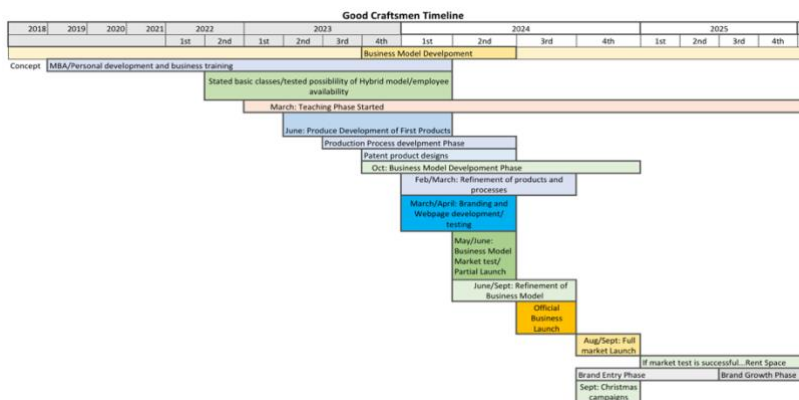 Good Craftsmen Timeline
2018 2019 2020 2021 2022 2023 2024 2025
1st 2nd 1st 2nd 3rd 4th 1st 2nd 3rd 4th 1st 2nd 3rd 4th
Business Model Develpoment
Concept MBA/Personal development and business training
Stated basic classes/tested possiblility of Hybrid model/employee
availability
March: Teaching Phase Started
June: Produce Development of First Products
Production Process develpment Phase
Patent product designs
Oct: Business Model Develpoment Phase
Feb/March: Refinement of products and
processes
March/April: Branding and
Webpage development/
testing
May/June:
Business Model
Market test/
Partial Launch
June/Sept: Refinement of
Business Model
Official
Business
Launch
Aug/Sept: Full
market Launch
If market test is successful...Rent Space
Brand Entry Phase Brand Growth Phase
Sept: Christmas
campaigns